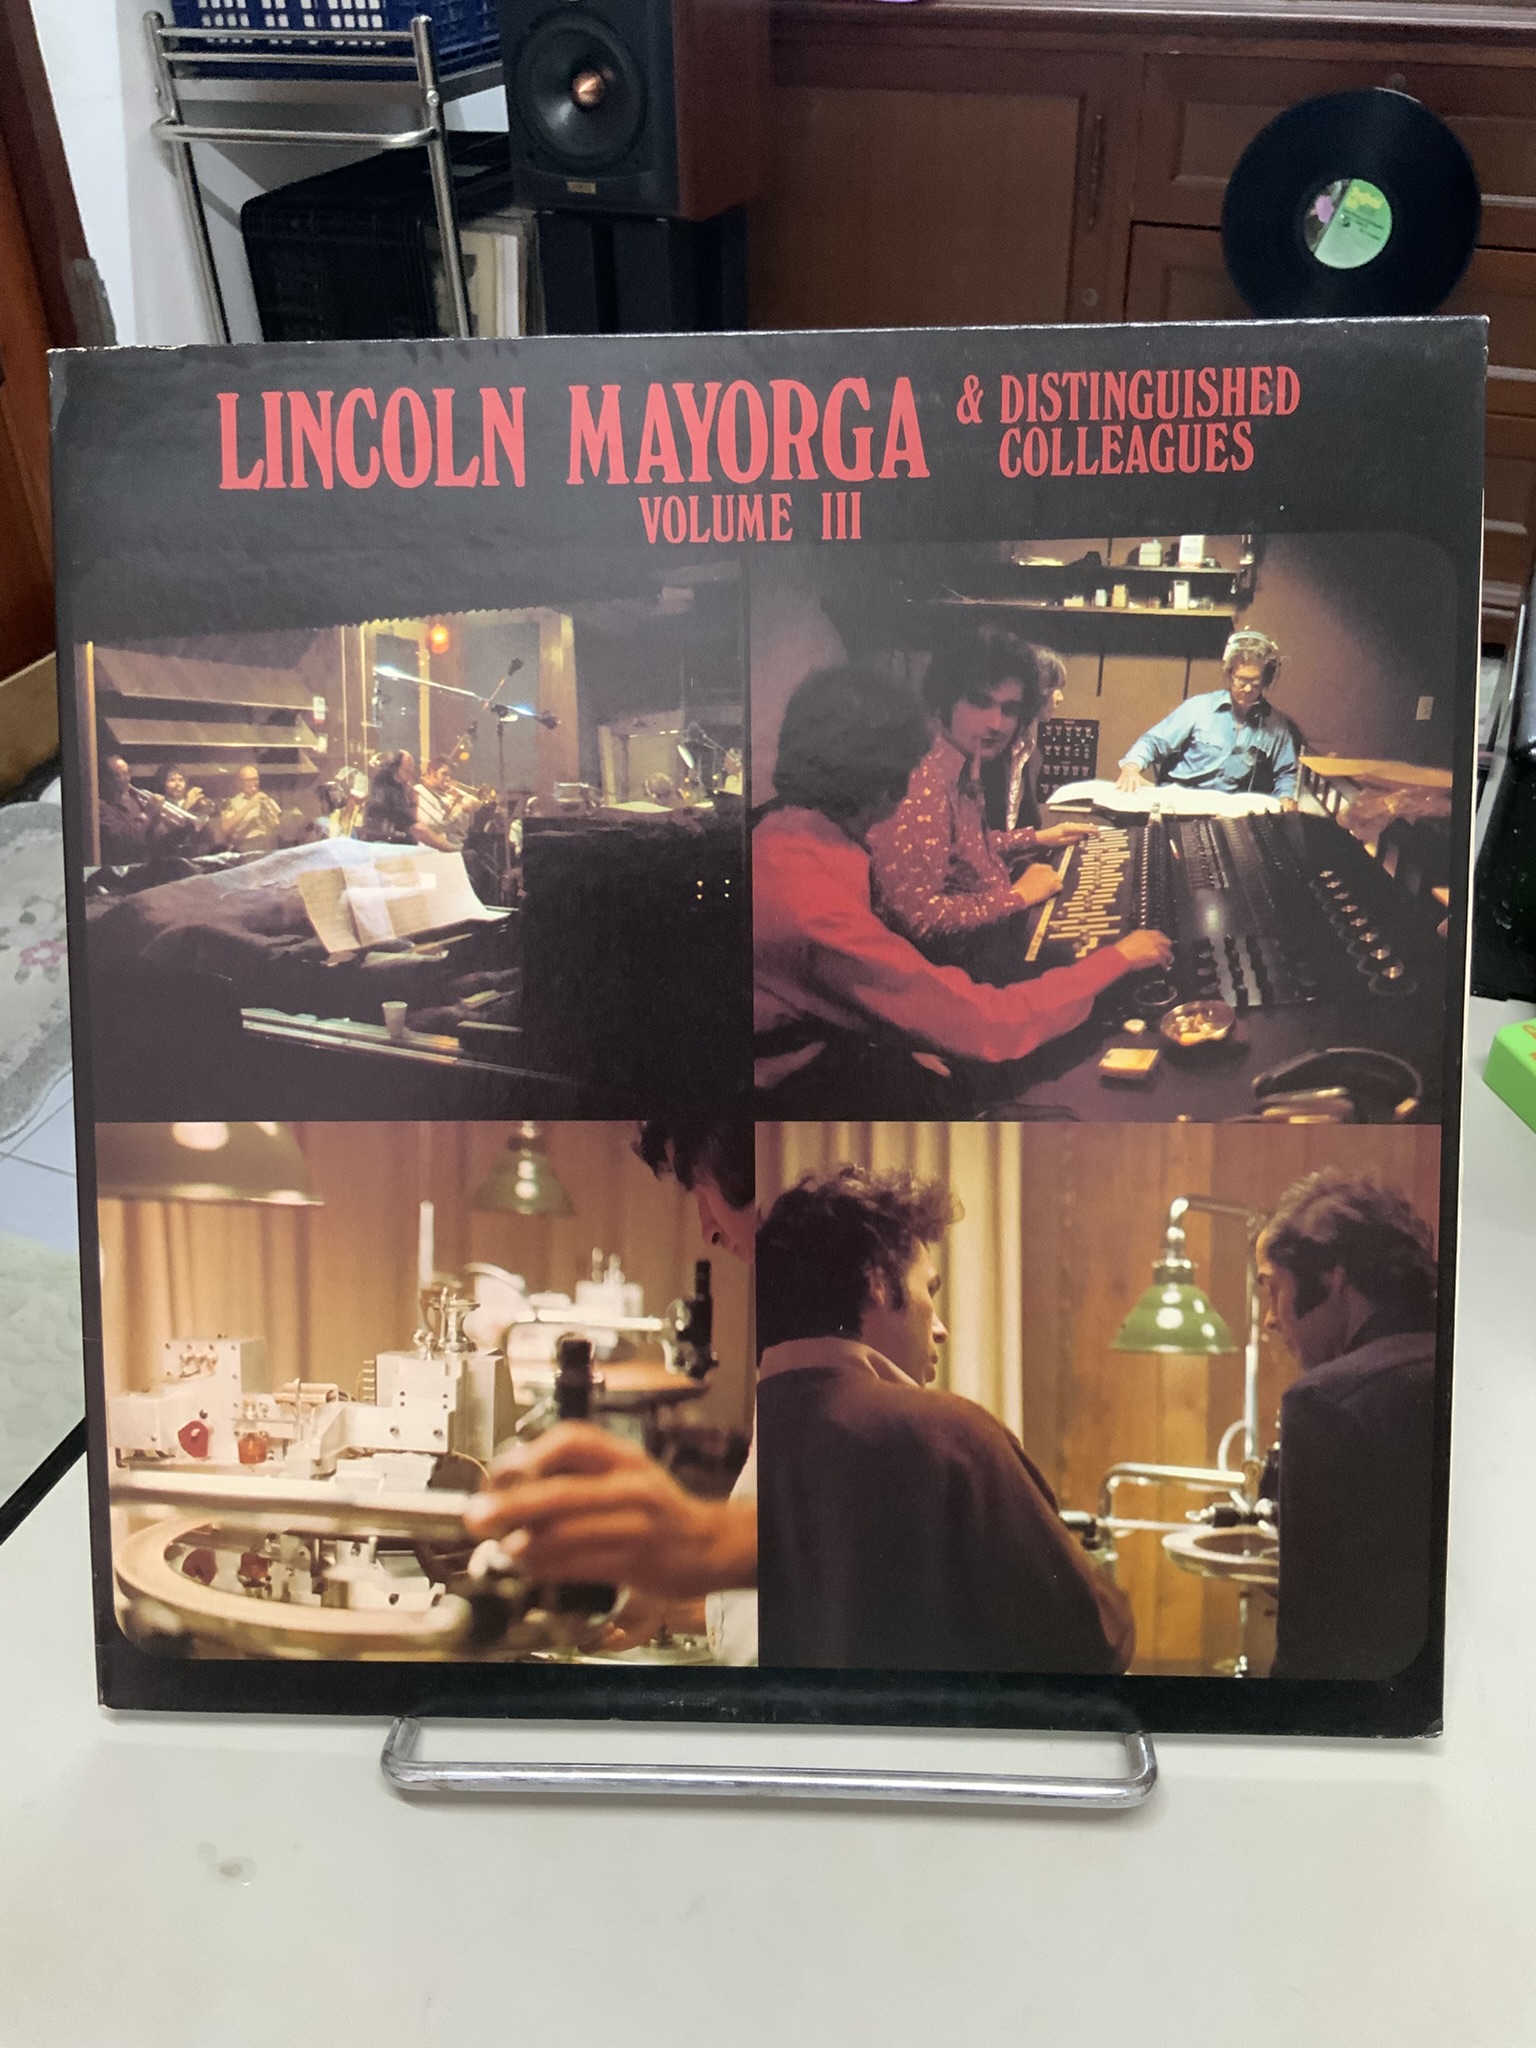 LINCOLN MAYORGA & DISTINGUISHED
COLLEAGUES
VOLUME III